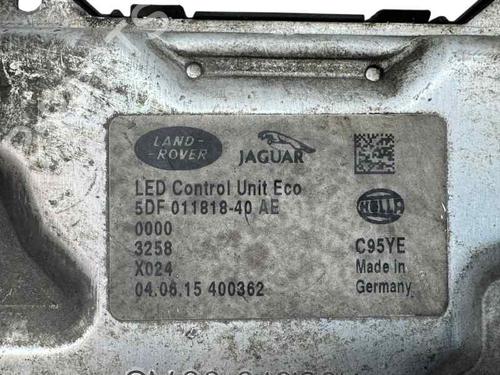 LAND-
ROVER
JAGUAR
LED Control Unit Eco
5DF 011818-40 AE
0000
3258
X024
04.06.15 400362
HELLA
C95YE
Made in
Germany